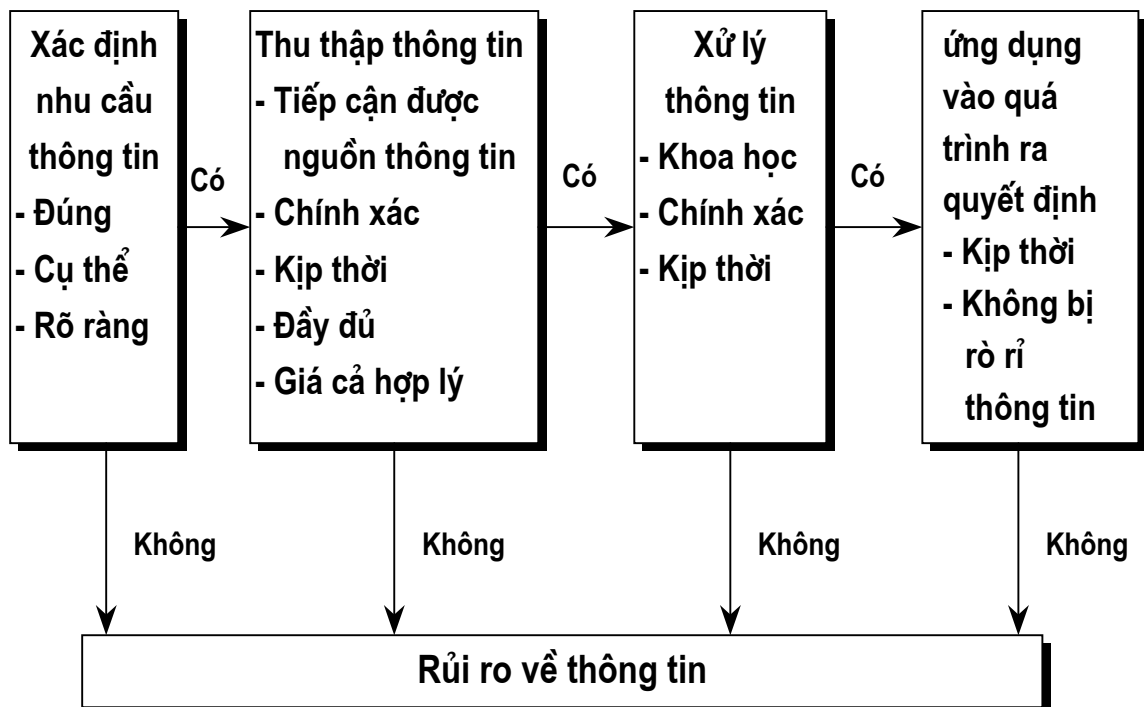 Xác định
nhu cầu
thông tin
- Đúng
- Cụ thể
- Rõ ràng
Có
Thu thập thông tin
- Tiếp cận được
nguồn thông tin
- Chính xác
- Kịp thời
- Đầy đủ
- Giá cả hợp lý
Có
Xử lý
thông tin
- Khoa học
- Chính xác
- Kịp thời
Có
ứng dụng
vào quá
trình ra
quyết định
- Kịp thời
- Không bị
rò rỉ
thông tin
Không
Không
Không
Không
Rủi ro về thông tin